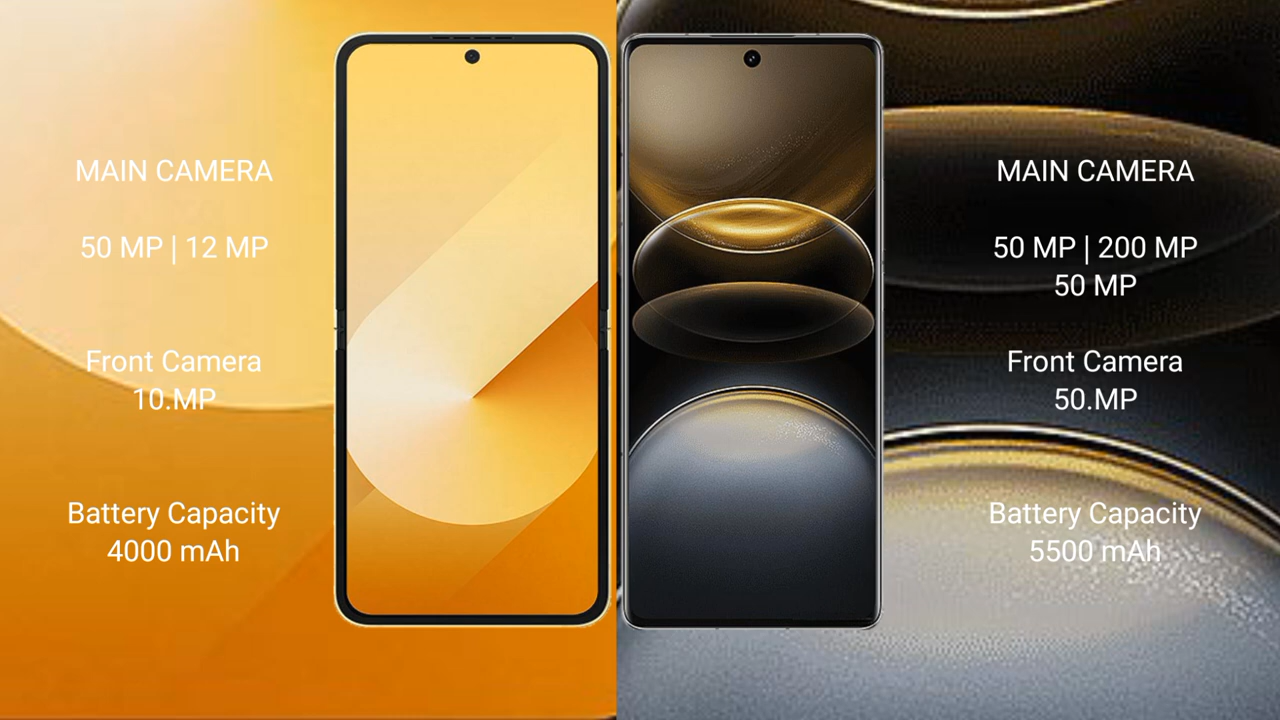 MAIN CAMERA
50 MP | 12 MP
Front Camera
10.MP
Battery Capacity
4000 mAh
MAIN CAMERA
50 MP | 200 MP
50 MP
Front Camera
50.MP
Battery Capacity
5500 mAh